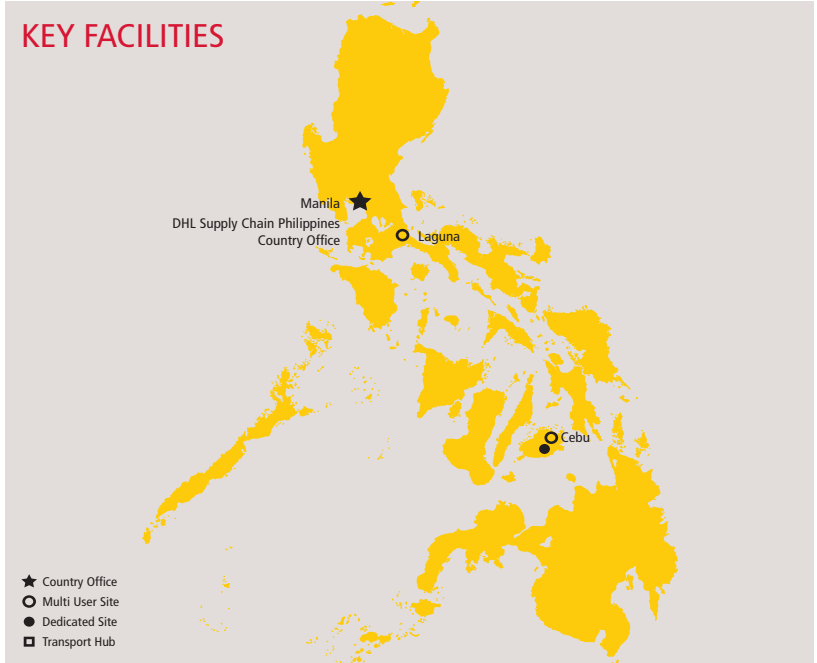 KEY FACILITIES
Manila
DHL Supply Chain Philippines
Country Office
Laguna
Cebu
Country Office
Multi User Site
Dedicated Site
Transport Hub